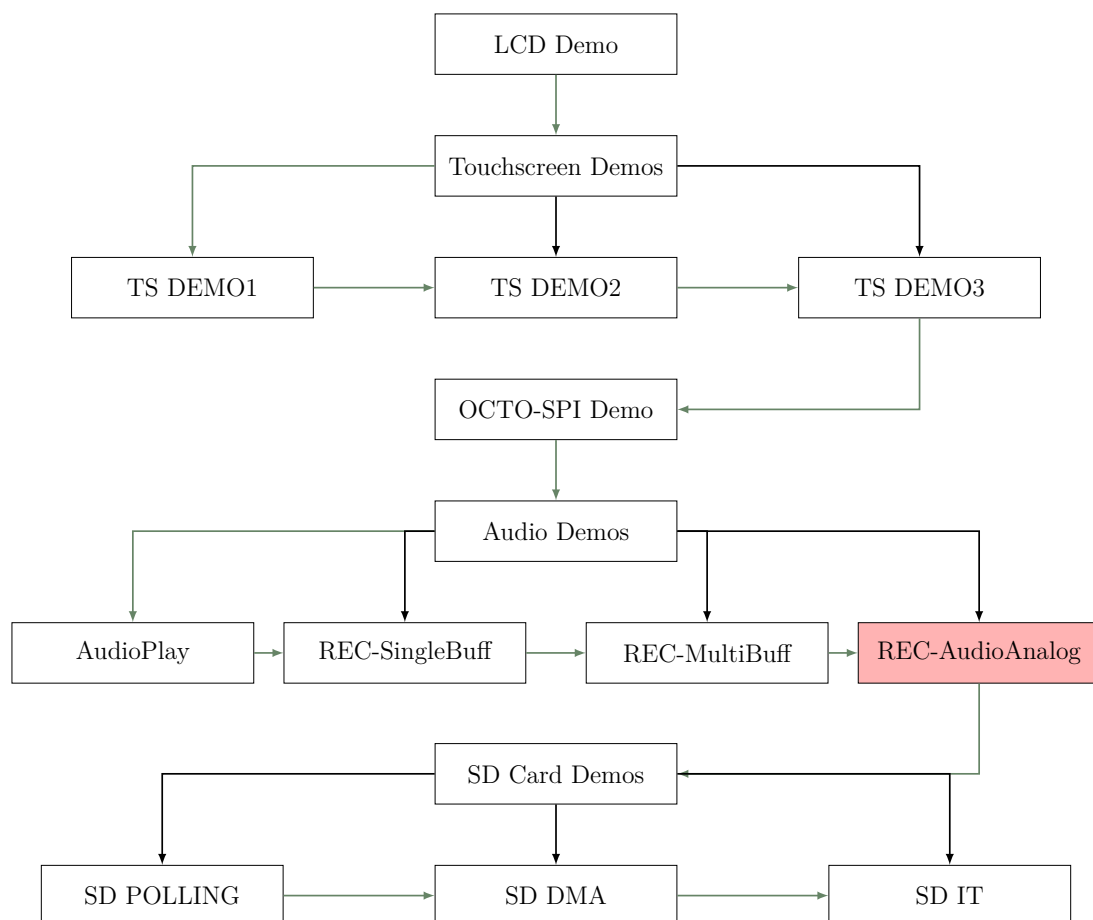 LCD Demo
Touchscreen Demos
TS DEMO1
TS DEMO2
TS DEMO3
OCTO-SPI Demo
Audio Demos
AudioPlay
REC-SingleBuff
REC-MultiBuff
REC-AudioAnalog
SD Card Demos
SD POLLING
SD DMA
SD IT